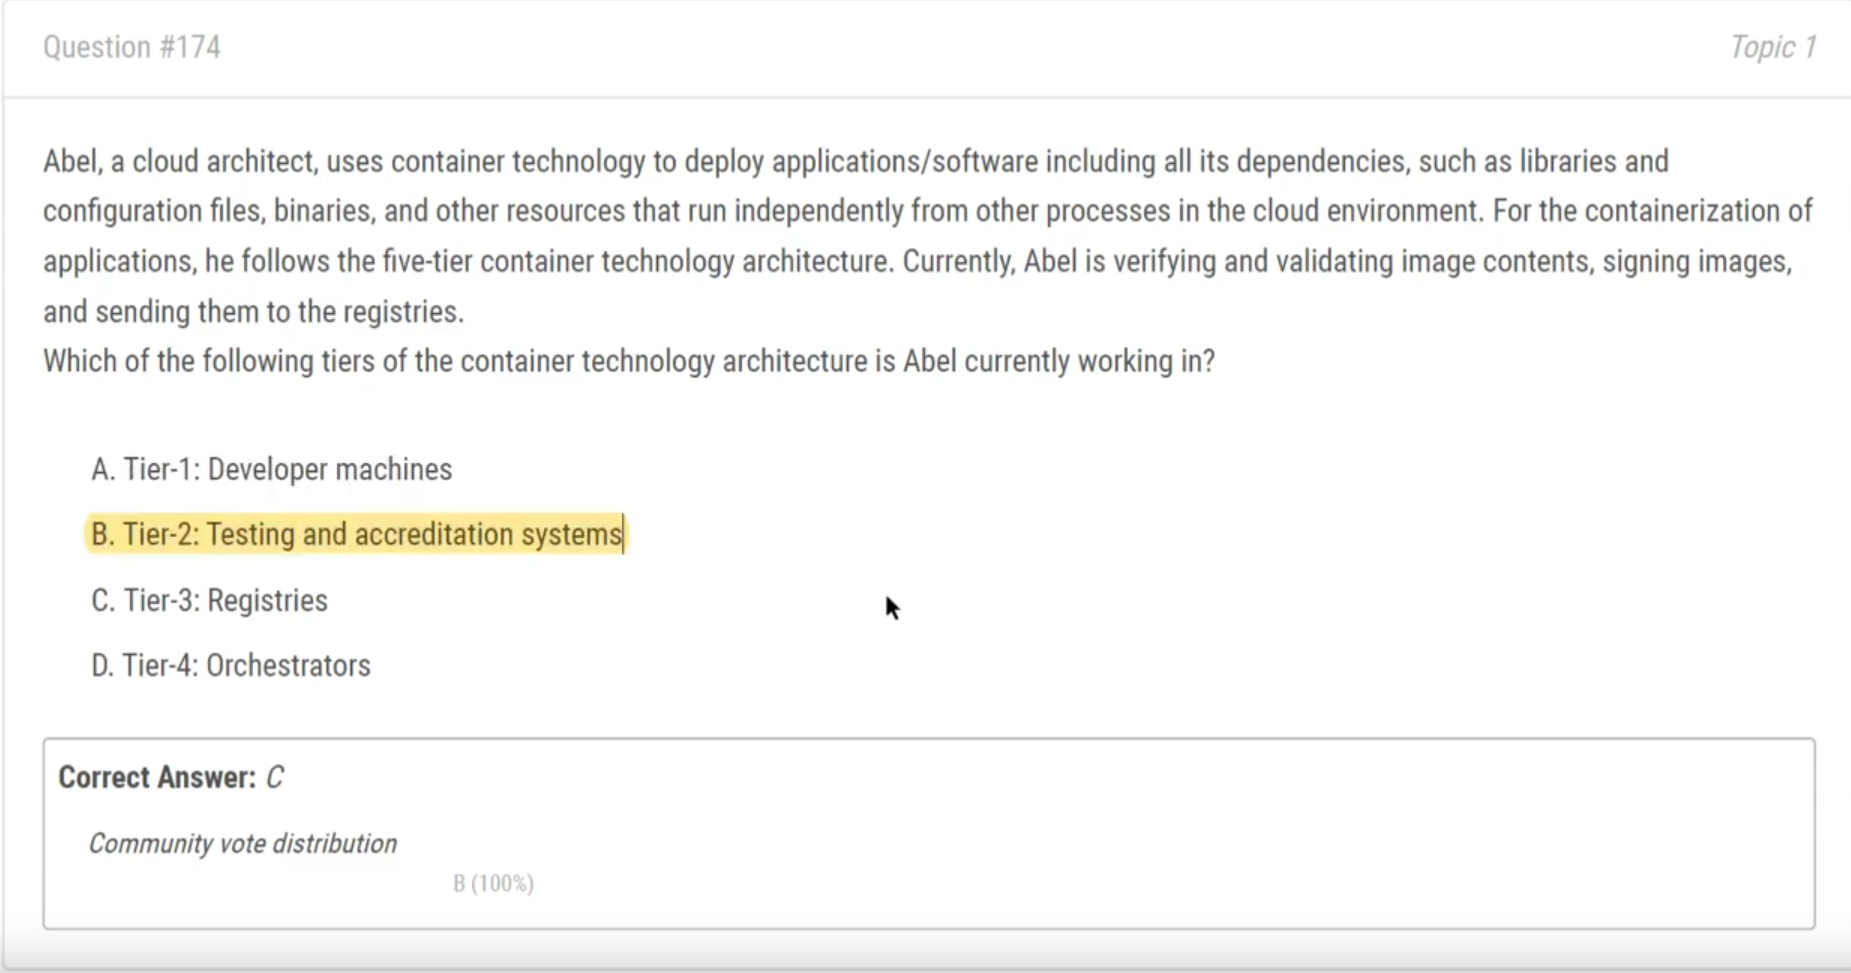 Question #174
Topic 1
Abel, a cloud architect, uses container technology to deploy applications/software including all its dependencies, such as libraries and
configuration files, binaries, and other resources that run independently from other processes in the cloud environment. For the containerization of
applications, he follows the five-tier container technology architecture. Currently, Abel is verifying and validating image contents, signing images,
and sending them to the registries.
Which of the following tiers of the container technology architecture is Abel currently working in?
A. Tier-1: Developer machines
B. Tier-2: Testing and accreditation systems
C. Tier-3: Registries
D. Tier-4: Orchestrators
Correct Answer: C
Community vote distribution
B (100%)